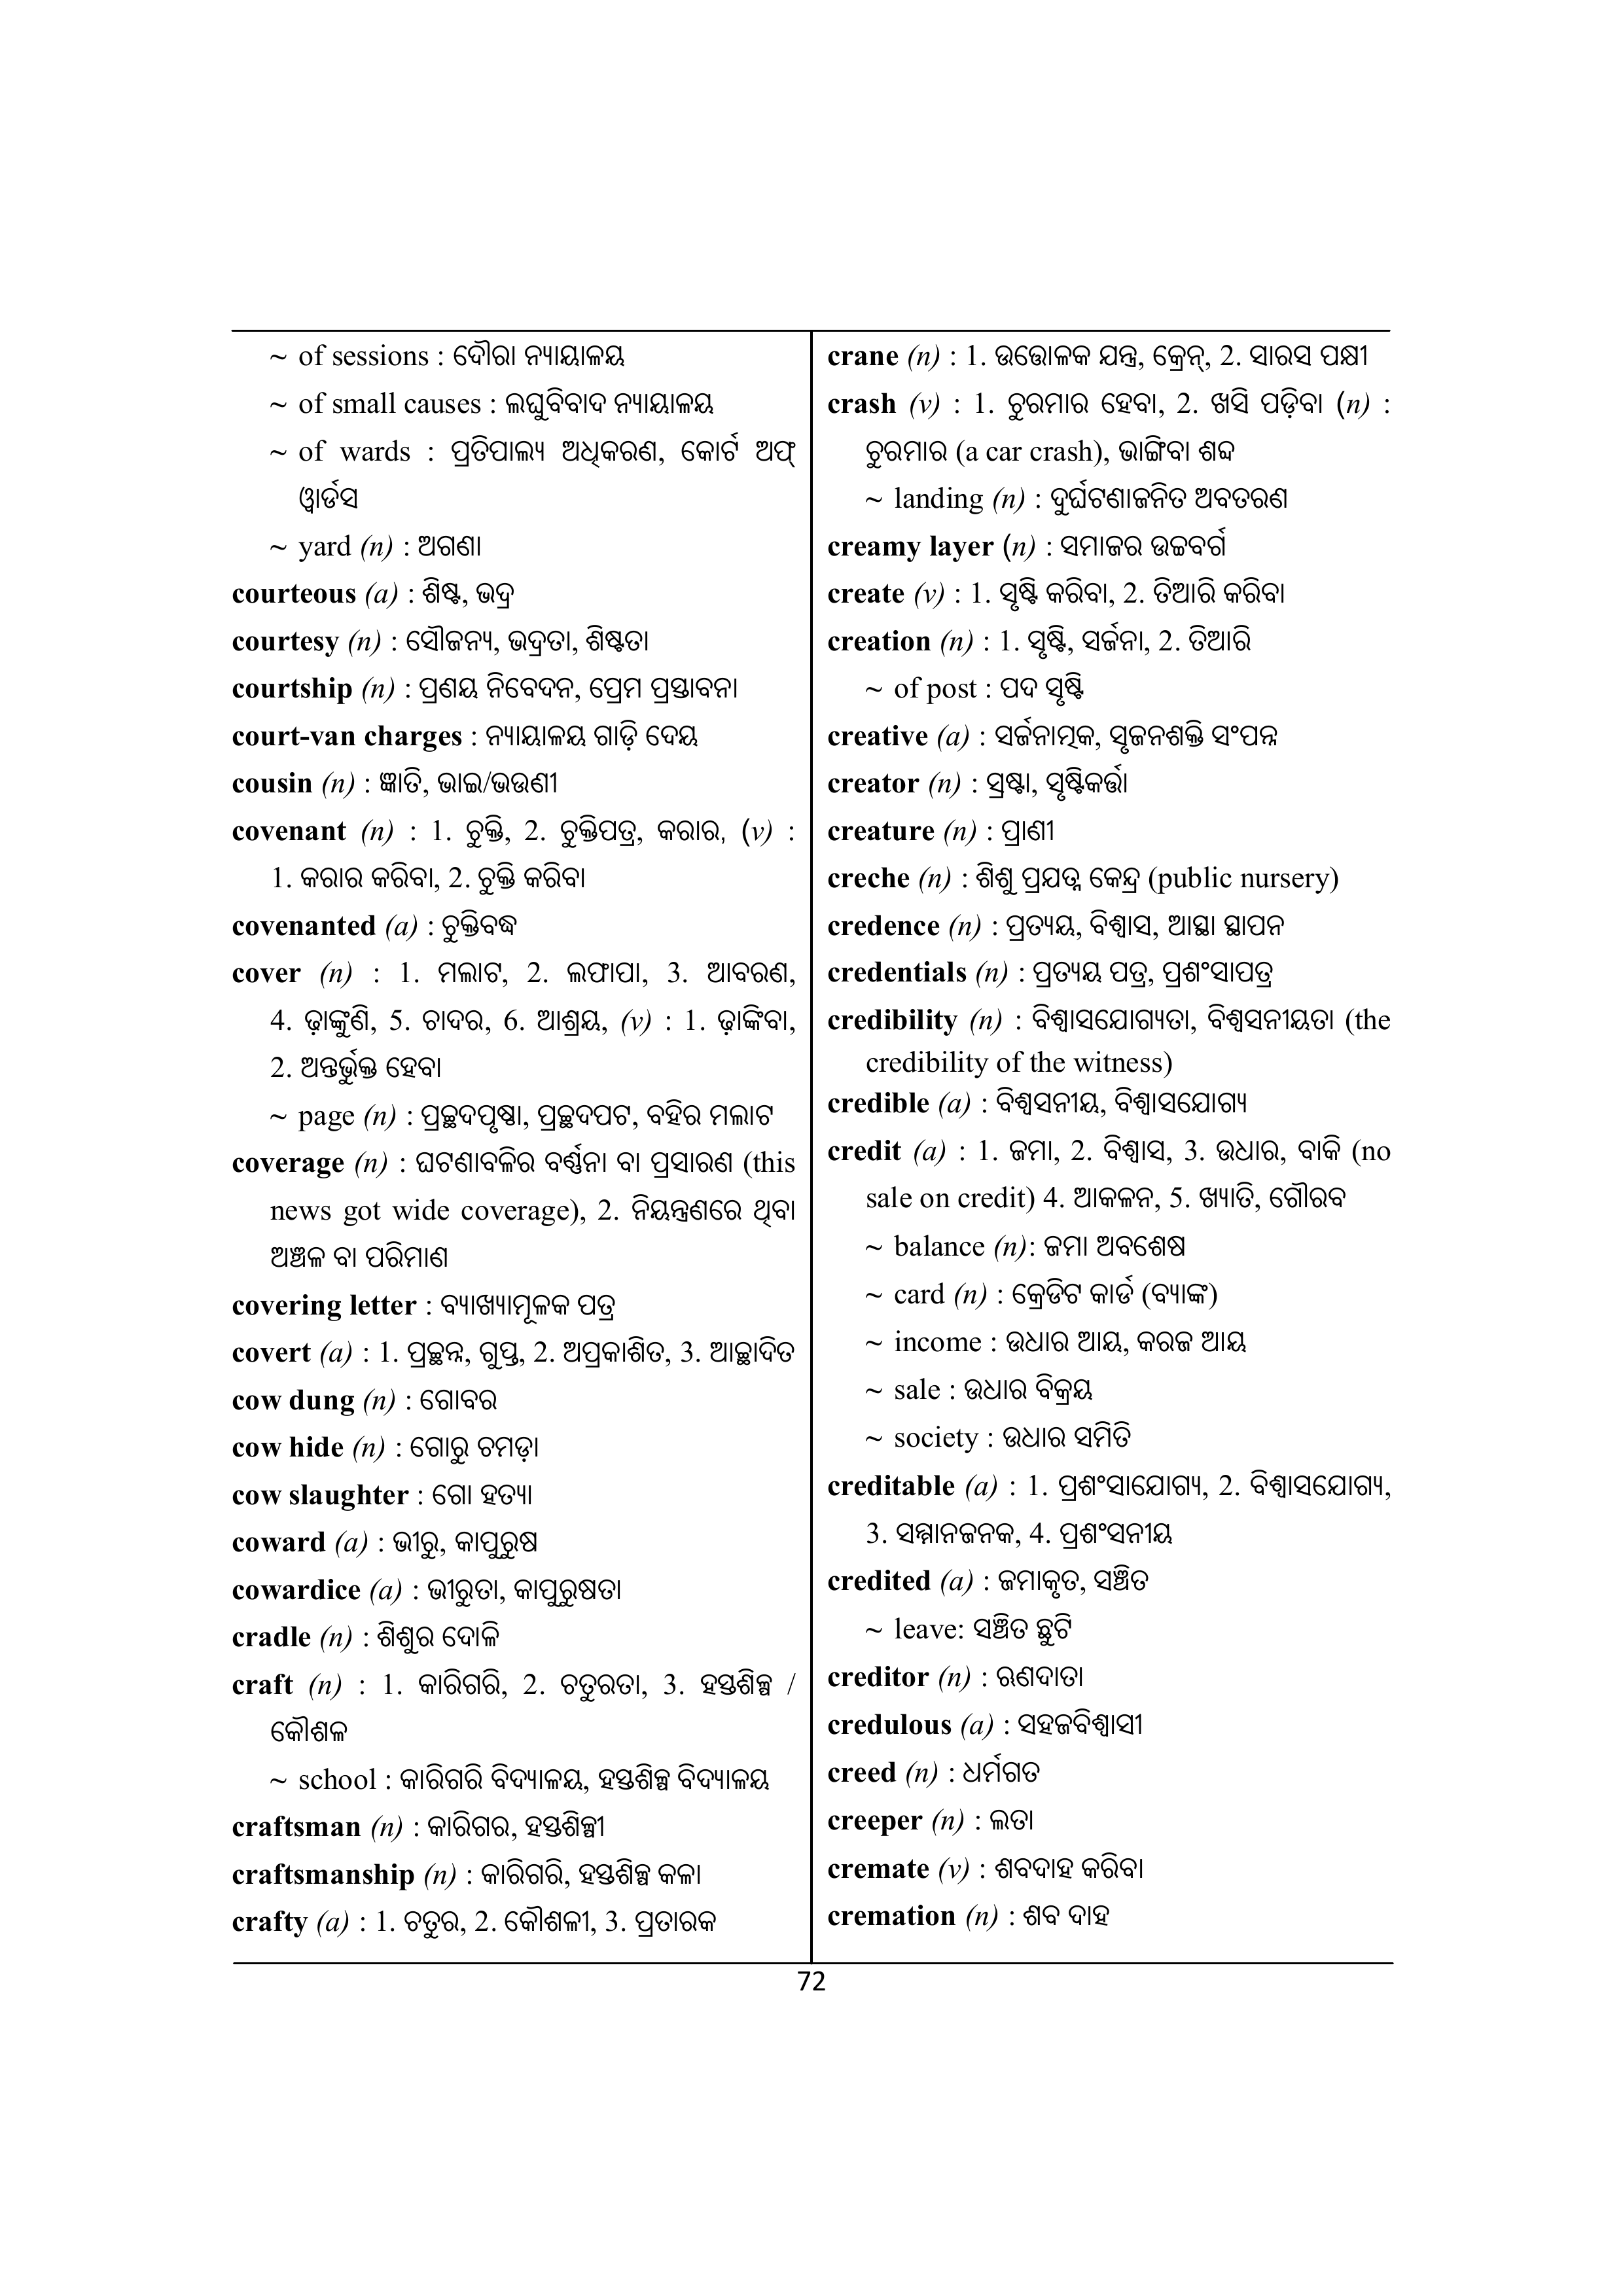 ~ of sessions : ଦୌରା ନ୍ୟାୟାଳୟ
~ of small causes : ଲଘୁବିବାଦ ନ୍ୟାୟାଳୟ
~ of wards : ପ୍ରତିପାଲ୍ୟ ଅଧିକରଣ, କୋର୍ଟ ଅଫ୍
ୱାର୍ଡସ
~ yard (n) : ଅଗଣା
courteous (a) : ଶିଷ୍ଟ, ଭଦ୍ର
courtesy (n) : ସୌଜନ୍ୟ, ଭଦ୍ରତା, ଶିଷ୍ଟତା
courtship (n) : ପ୍ରଣୟ ନିବେଦନ, ପ୍ରେମ ପ୍ରସ୍ତାବନା
court-van charges : ନ୍ୟାୟାଳୟ ଗାଡ଼ି ଦେୟ
cousin (n) : ଜ୍ଞାତି, ଭାଇ/ଭଉଣୀ
covenant (n) : 1. ଚୁକ୍ତି, 2. ଚୁକ୍ତିପତ୍ର, କରାର, (v) :
1. କରାର କରିବା, 2. ଚୁକ୍ତି କରିବା
covenanted (a) : ଚୁକ୍ତିବଦ୍ଧ
cover (n) : 1. ମଲାଟ, 2. ଲଫାପା, 3. ଆବରଣ,
4. ଢ଼ାଙ୍କୁଣି, 5. ଚାଦର, 6. ଆଶ୍ରୟ, (v) : 1. ଢ଼ାଙ୍କିବା,
2. ଅନ୍ତର୍ଭୁକ୍ତ ହେବା
~ page (n) : ପ୍ରଚ୍ଛଦପୃଷ୍ଠା, ପ୍ରଚ୍ଛଦପଟ, ବହିର ମଲାଟ
coverage (n) : ଘଟଣାବଳିର ବର୍ଣ୍ଣନା ବା ପ୍ରସାରଣ (this
news got wide coverage), 2. ନିୟନ୍ତ୍ରଣରେ ଥିବା
ଅଞ୍ଚଳ ବା ପରିମାଣ
covering letter : ବ୍ୟାଖ୍ୟାମୂଳକ ପତ୍ର
covert (a) : 1. ପ୍ରଚ୍ଛନ୍ନ, ଗୁପ୍ତ, 2. ଅପ୍ରକାଶିତ, 3. ଆଚ୍ଛାଦିତ
cow dung (n) : ଗୋବର
cow hide (n) : ଗୋରୁ ଚମଡ଼ା
cow slaughter : ଗୋ ହତ୍ୟା
coward (a) : ଭୀରୁ, କାପୁରୁଷ
cowardice (a) : ଭୀରୁତା, କାପୁରୁଷତା
cradle (n) : ଶିଶୁର ଦୋଳି
craft (n) : 1. କାରିଗରି, 2. ଚତୁରତା, 3. ହସ୍ତଶିଳ୍ପ /
କୌଶଳ
~ school : କାରିଗରି ବିଦ୍ୟାଳୟ, ହସ୍ତଶିଳ୍ପ ବିଦ୍ୟାଳୟ
craftsman (n) : କାରିଗର, ହସ୍ତଶିଳ୍ପୀ
craftsmanship (n) : କାରିଗରି, ହସ୍ତଶିଳ୍ପ କଳା
crafty (a) : 1. ଚତୁର, 2. କୌଶଳୀ, 3. ପ୍ରତାରକ
crane (n) : 1. ଉତ୍ତୋଳକ ଯନ୍ତ୍ର, କ୍ରେନ୍, 2. ସାରସ ପକ୍ଷୀ
crash (v) : 1. ଚୁରମାର ହେବା, 2. ଖସି ପଡ଼ିବା (n) :
ଚୁରମାର (a car crash), ଭାଙ୍ଗିବା ଶବ୍ଦ
~ landing (n) : ଦୁର୍ଘଟଣାଜନିତ ଅବତରଣ
creamy layer (n) : ସମାଜର ଉଚ୍ଚବର୍ଗ
create (v) : 1. ସୃଷ୍ଟି କରିବା, 2. ତିଆରି କରିବା
creation (n) : 1. ସୃଷ୍ଟି, ସର୍ଜନା, 2. ତିଆରି
~ of post : ପଦ ସୃଷ୍ଟି
creative (a) : ସର୍ଜନାତ୍ମକ, ସୃଜନଶକ୍ତି ସଂପନ୍ନ
creator (n) : ସ୍ରଷ୍ଟା, ସୃଷ୍ଟିକର୍ତ୍ତା
creature (n) : ପ୍ରାଣୀ
creche (n) : ଶିଶୁ ପ୍ରଯତ୍ନ କେନ୍ଦ୍ର (public nursery)
credence (n) : ପ୍ରତ୍ୟୟ, ବିଶ୍ୱାସ, ଆସ୍ଥା ସ୍ଥାପନ
credentials (n) : ପ୍ରତ୍ୟୟ ପତ୍ର, ପ୍ରଶଂସାପତ୍ର
credibility (n) : ବିଶ୍ୱାସଯୋଗ୍ୟତା, ବିଶ୍ୱସନୀୟତା (the
credibility of the witness)
credible (a) : ବିଶ୍ୱସନୀୟ, ବିଶ୍ୱାସଯୋଗ୍ୟ
credit (a) : 1. ଜମା, 2. ବିଶ୍ୱାସ, 3. ଉଧାର, ବାକି (no
sale on credit) 4. ଆକଳନ, 5. ଖ୍ୟାତି, ଗୌରବ
~ balance (n): ଜମା ଅବଶେଷ
~ card (n) : କ୍ରେଡିଟ କାର୍ଡ (ବ୍ୟାଙ୍କ)
~ income : ଉଧାର ଆୟ, କରଜ ଆୟ
~ sale : ଉଧାର ବିକ୍ରୟ
~ society : ଉଧାର ସମିତି
creditable (a) : 1. ପ୍ରଶଂସାଯୋଗ୍ୟ, 2. ବିଶ୍ୱାସଯୋଗ୍ୟ,
3. ସମ୍ମାନଜନକ, 4. ପ୍ରଶଂସନୀୟ
credited (a) : ଜମାକୃତ, ସଞ୍ଚିତ
~ leave: ସଞ୍ଚିତ ଛୁଟି
creditor (n) : ଋଣଦାତା
credulous (a) : ସହଜବିଶ୍ୱାସୀ
creed (n) : ଧର୍ମଗତ
creeper (n) : ଲତା
cremate (v) : ଶବଦାହ କରିବା
cremation (n) : ଶବ ଦାହ
72